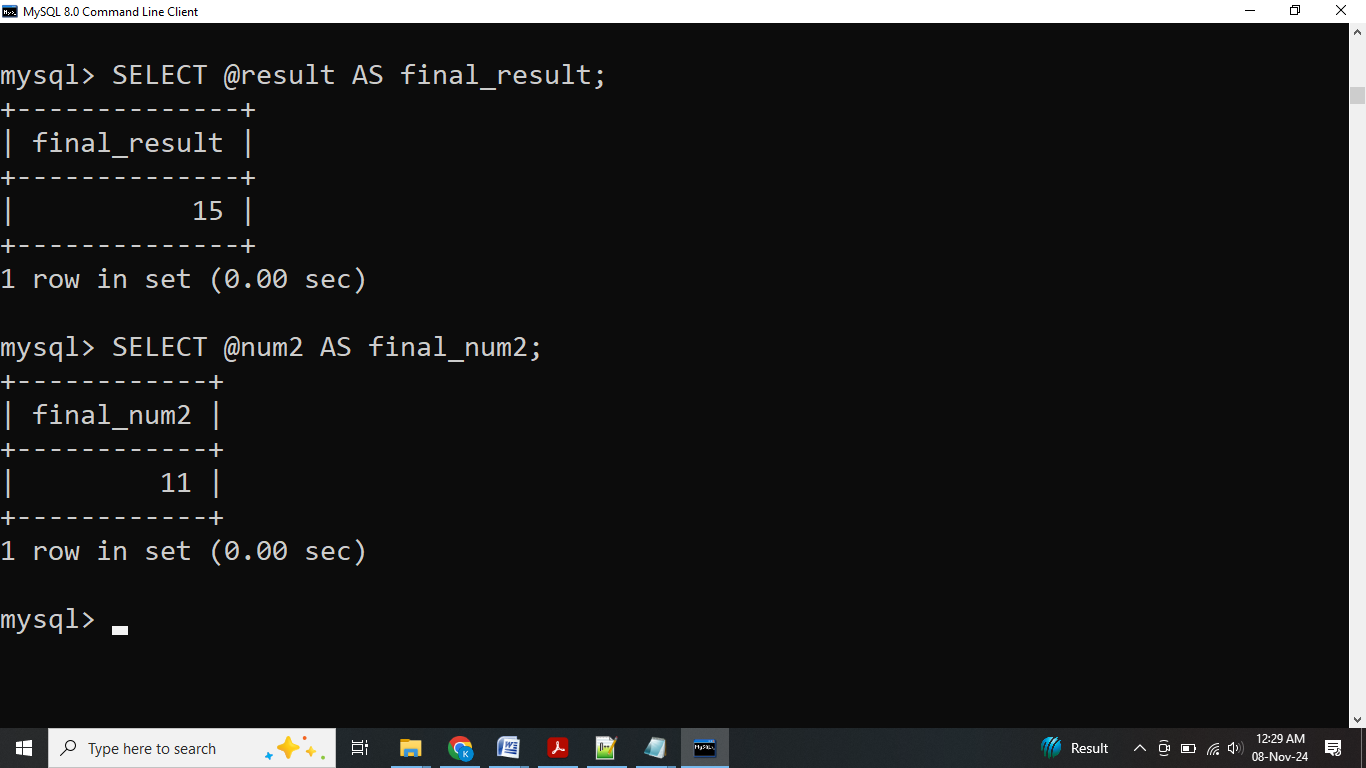 MySQL 8.0 Command Line Client
mysql> SELECT @result AS final_result;
+--------------+
| final_result |
+--------------+
|           15 |
+--------------+
1 row in set (0.00 sec)
mysql> SELECT @num2 AS final_num2;
+------------+
| final_num2 |
+------------+
|         11 |
+------------+
1 row in set (0.00 sec)
mysql>
Type here to search
Result
12:29 AM
08-Nov-24